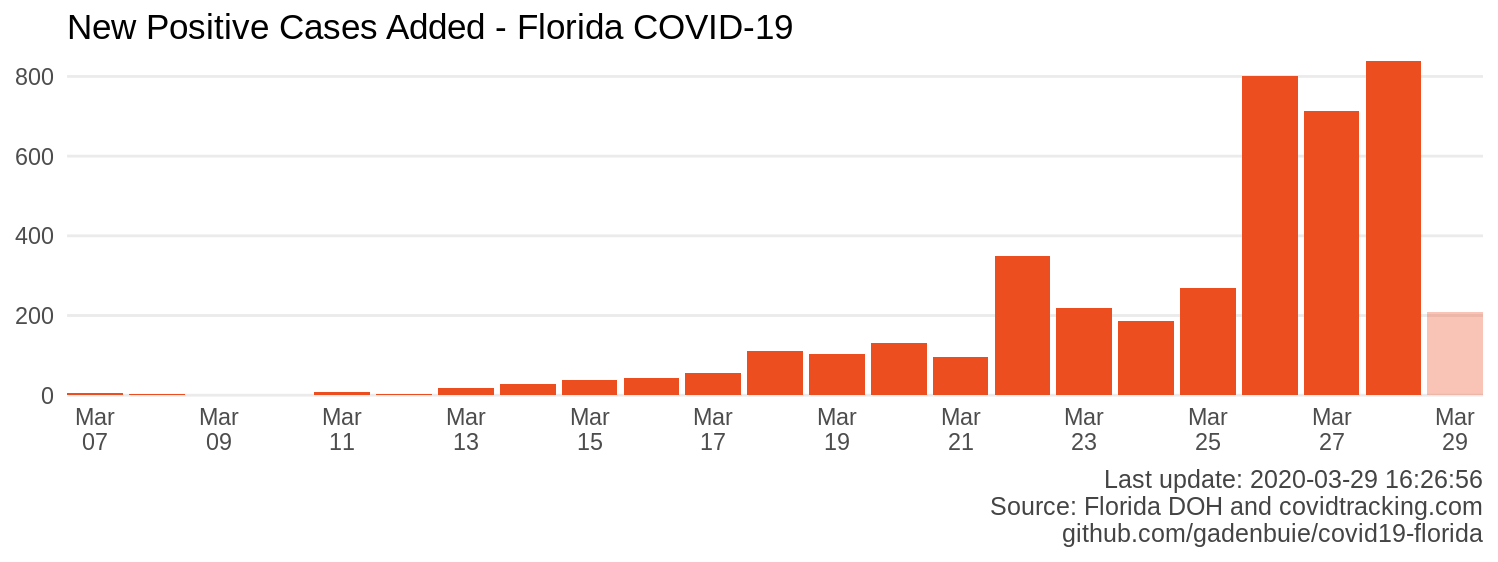 New Positive Cases Added - Florida COVID-19
800
600
400
200
0
Mar Mar Mar Mar Mar Mar Mar Mar Mar Mar Mar Mar
07 09 11 13 15 17 19 21 23 25 27 29
Last update: 2020-03-29 16:26:56
Source: Florida DOH and covidtracking.com
github.com/gadenbuie/covid19-florida